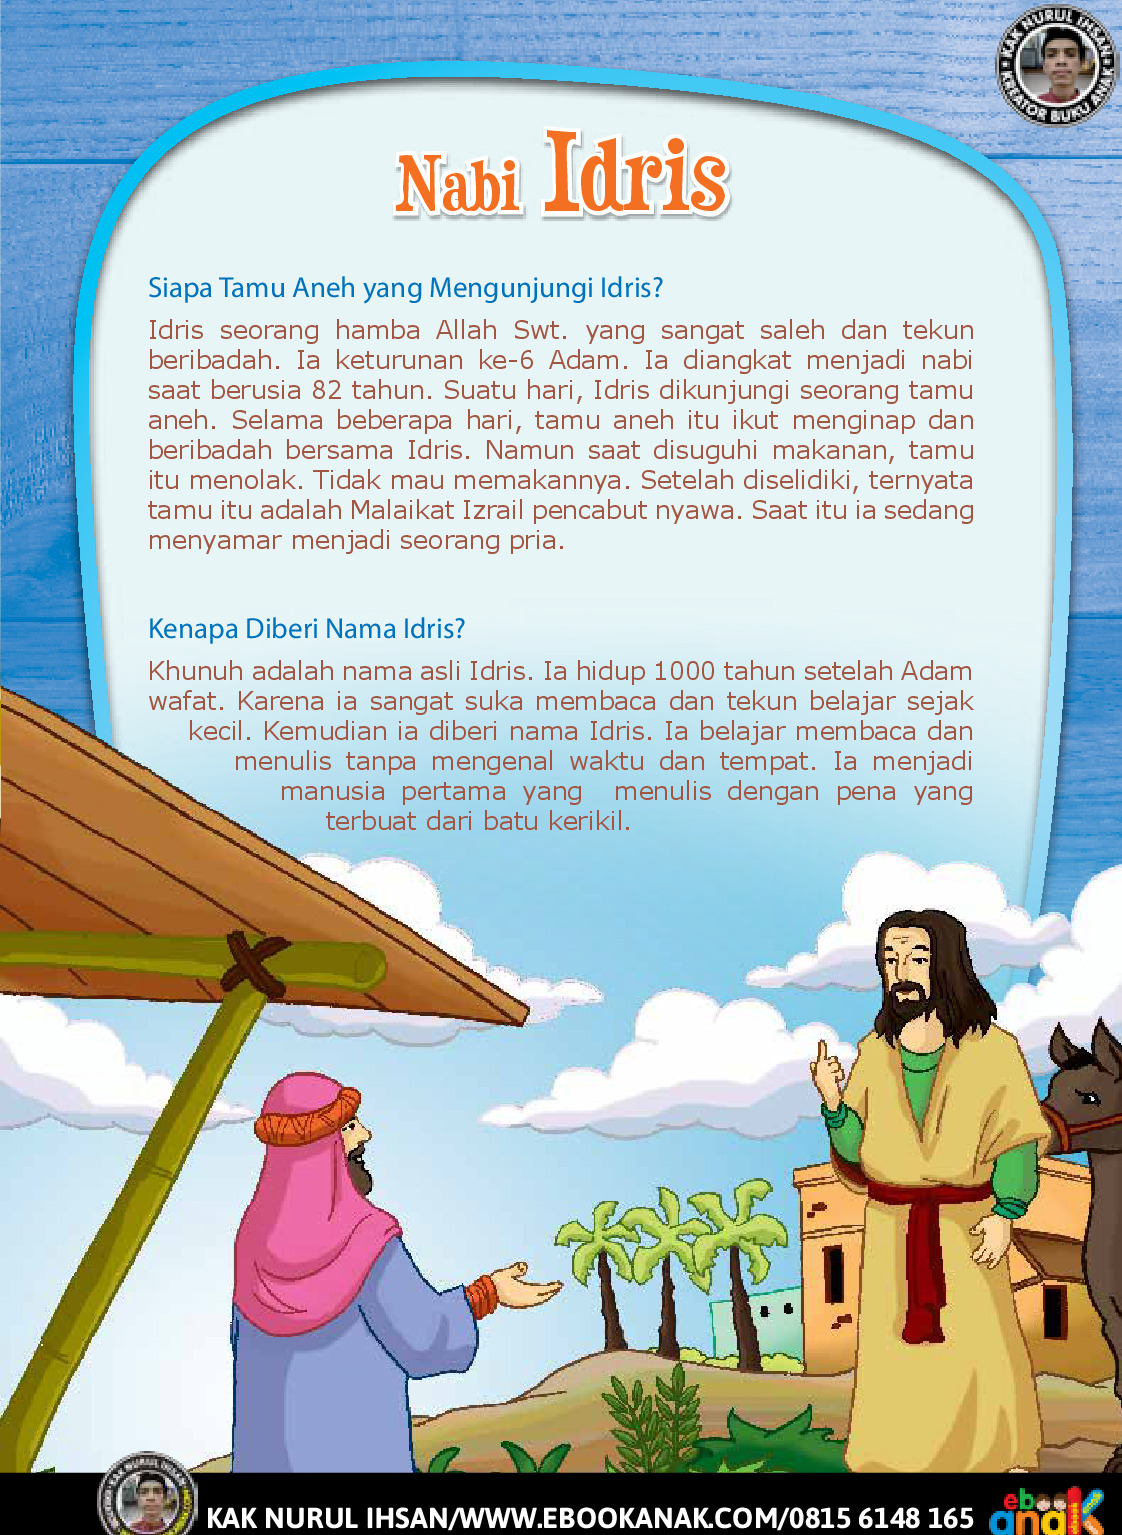 KAK NURUL IHSAN
KREATOR BUKU ANAK
Nabi Idris
Siapa Tamu Aneh yang Mengunjungi Idris?
Idris seorang hamba Allah Swt. yang sangat saleh dan tekun
beribadah. Ia keturunan ke-6 Adam. Ia diangkat menjadi nabi
saat berusia 82 tahun. Suatu hari, Idris dikunjungi seorang tamu
aneh. Selama beberapa hari, tamu aneh itu ikut menginap dan
beribadah bersama Idris. Namun saat disuguhi makanan, tamu
itu menolak. Tidak mau memakannya. Setelah diselidiki, ternyata
tamu itu adalah Malaikat Izrail pencabut nyawa. Saat itu ia sedang
menyamar menjadi seorang pria.
Kenapa Diberi Nama Idris?
Khunuh adalah nama asli Idris. Ia hidup 1000 tahun setelah Adam
wafat. Karena ia sangat suka membaca dan tekun belajar sejak
kecil. Kemudian ia diberi nama Idris. Ia belajar membaca dan
menulis tanpa mengenal waktu dan tempat. Ia menjadi
manusia pertama yang menulis dengan pena yang
terbuat dari batu kerikil.
KAK NURUL IHSAN
KAK NURUL IHSAN/WWW.EBOOKANAK.COM/0815 6148 165
ebook
anak